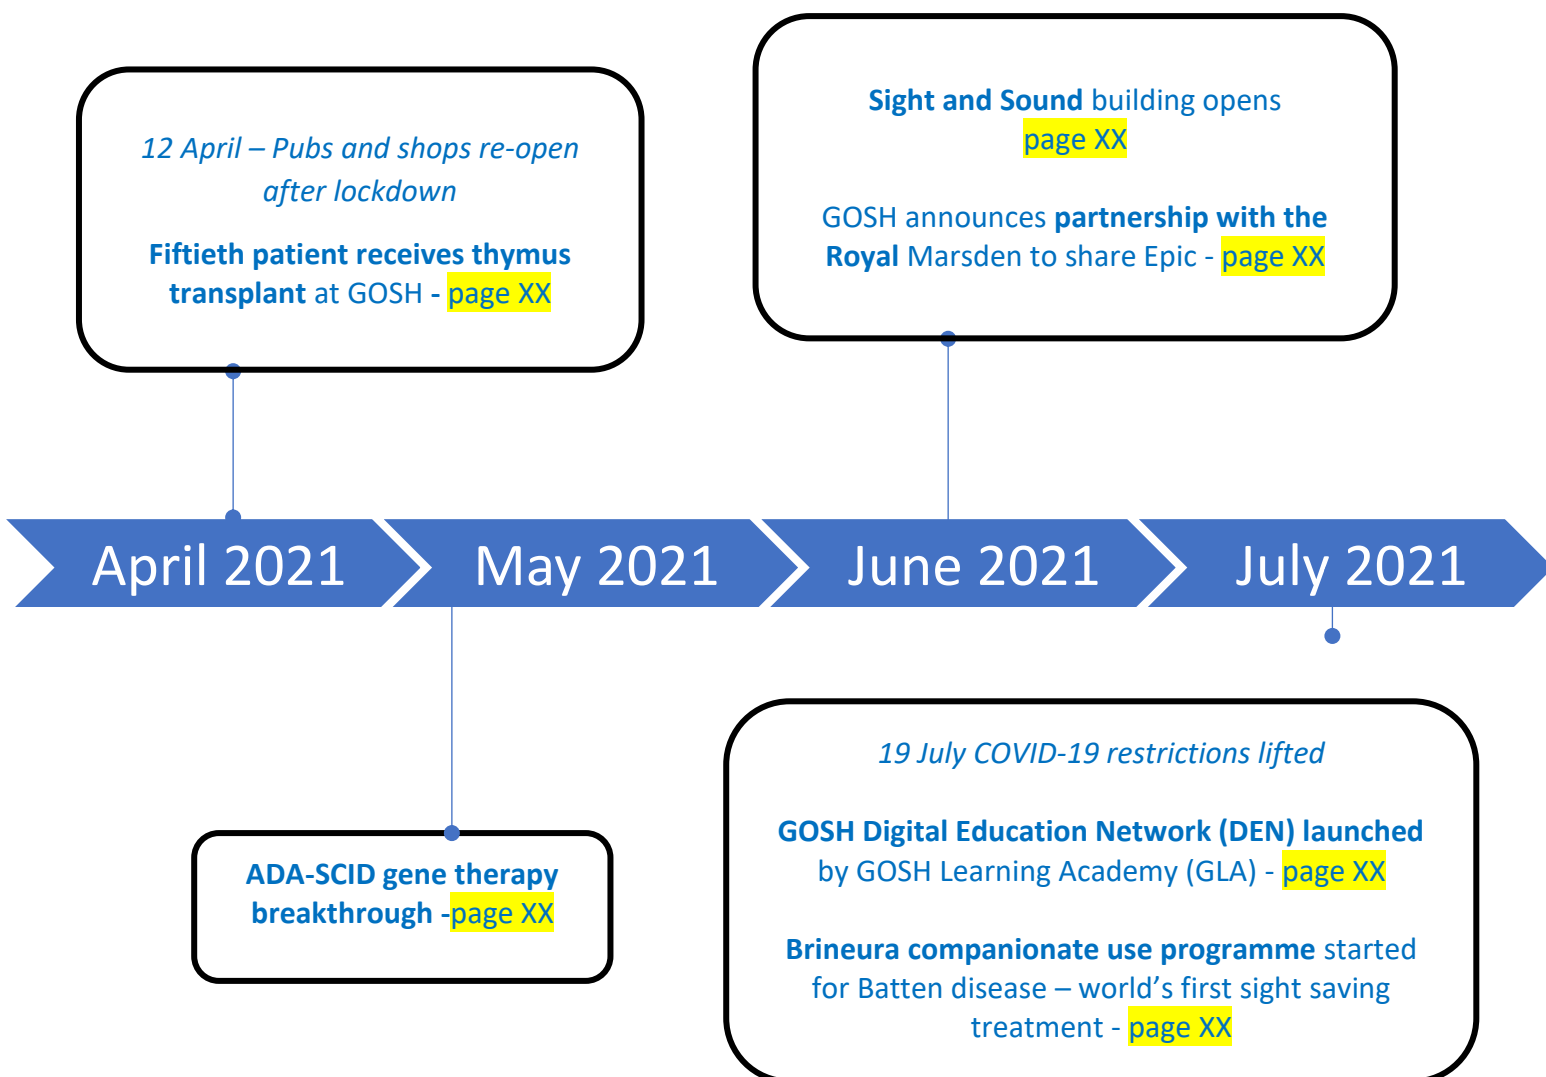 12 April – Pubs and shops re-open
after lockdown
Fiftieth patient receives thymus
transplant at GOSH - page XX
Sight and Sound building opens
page XX
GOSH announces partnership with the
Royal Marsden to share Epic - page XX
April 2021
May 2021
June 2021
July 2021
ADA-SCID gene therapy
breakthrough -page XX
19 July COVID-19 restrictions lifted
GOSH Digital Education Network (DEN) launched
by GOSH Learning Academy (GLA) - page XX
Brineura companionate use programme started
for Batten disease – world’s first sight saving
treatment - page XX